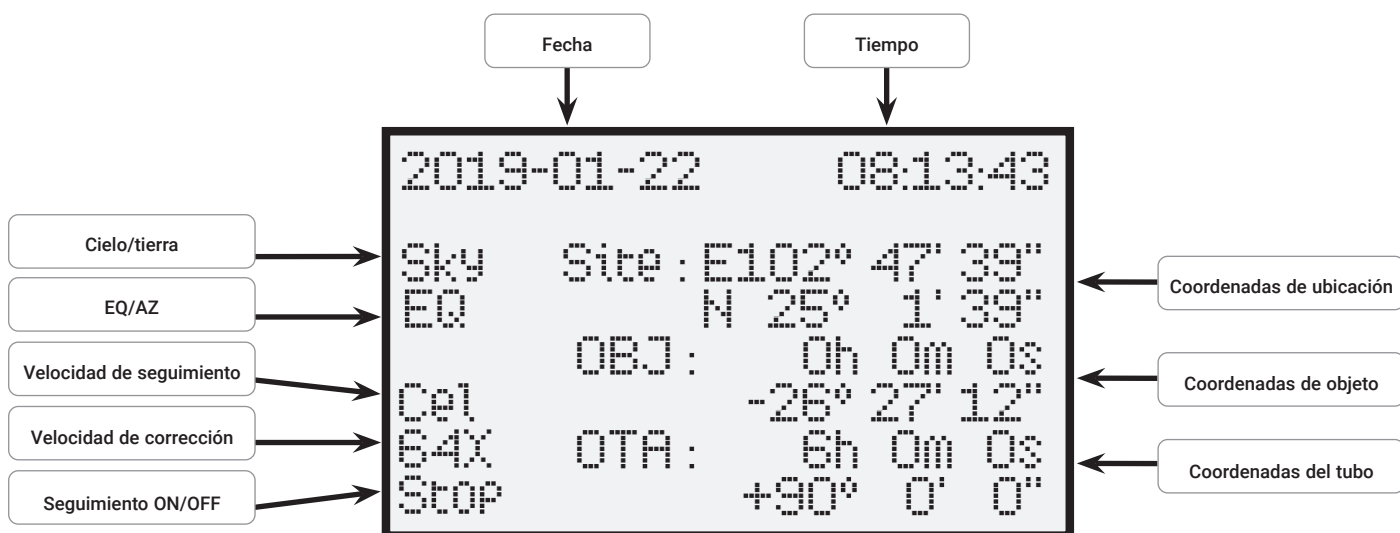 Fecha
Tiempo
2019-01-22 08:13:43
Cielo/tierra
Sky Site: E102° 47' 39"
Coordenadas de ubicación
EQ/AZ
EQ N 25° 1' 39"
OBJ: 0h 0m 0s
Velocidad de seguimiento
Coordenadas de objeto
Cel -26° 27' 12"
Velocidad de corrección
64X OTA: 6h 0m 0s
Coordenadas del tubo
Seguimiento ON/OFF
Stop +90° 0' 0"